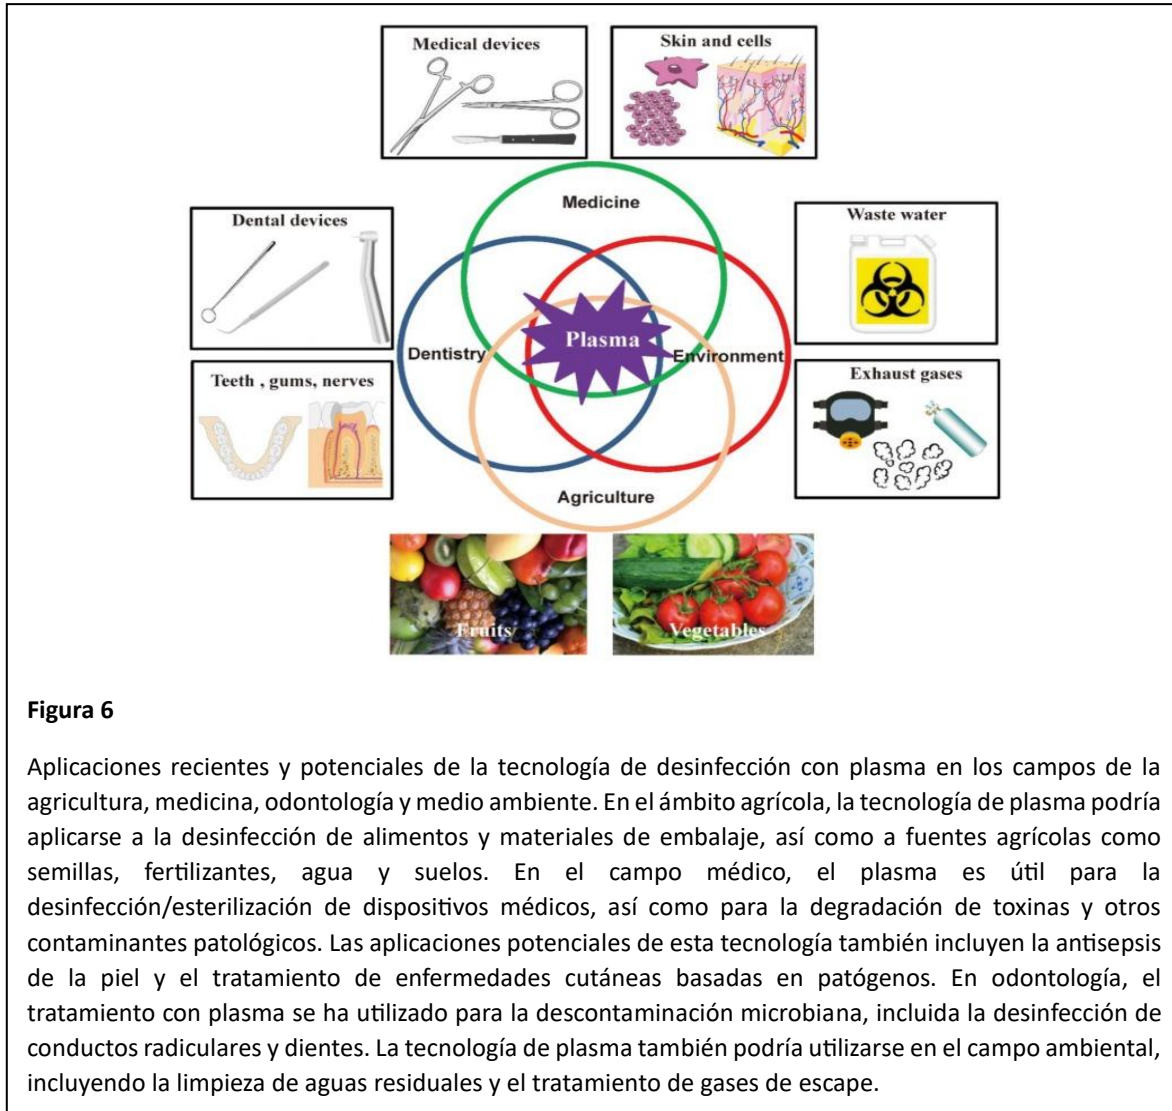 Medical devices
Skin and cells
Medicine
Dental devices
Waste water
Plasma
Dentistry
Environment
Teeth , gums, nerves
Exhaust gases
Agriculture
Fruits
Vegetables
Figura 6
Aplicaciones recientes y potenciales de la tecnología de desinfección con plasma en los campos de la
agricultura, medicina, odontología y medio ambiente. En el ámbito agrícola, la tecnología de plasma podría
aplicarse a la desinfección de alimentos y materiales de embalaje, así como a fuentes agrícolas como
semillas, fertilizantes, agua y suelos. En el campo médico, el plasma es útil para la
desinfección/esterilización de dispositivos médicos, así como para la degradación de toxinas y otros
contaminantes patológicos. Las aplicaciones potenciales de esta tecnología también incluyen la antisepsis
de la piel y el tratamiento de enfermedades cutáneas basadas en patógenos. En odontología, el
tratamiento con plasma se ha utilizado para la descontaminación microbiana, incluida la desinfección de
conductos radiculares y dientes. La tecnología de plasma también podría utilizarse en el campo ambiental,
incluyendo la limpieza de aguas residuales y el tratamiento de gases de escape.